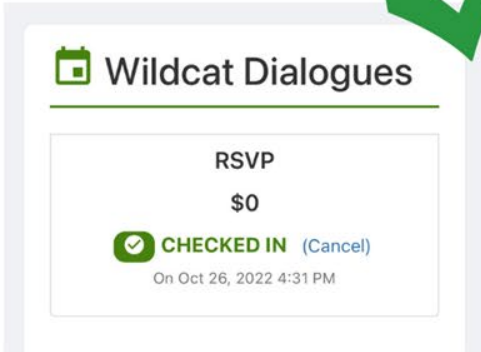 Wildcat Dialogues
RSVP
$0
CHECKED IN (Cancel)
On Oct 26, 2022 4:31 PM